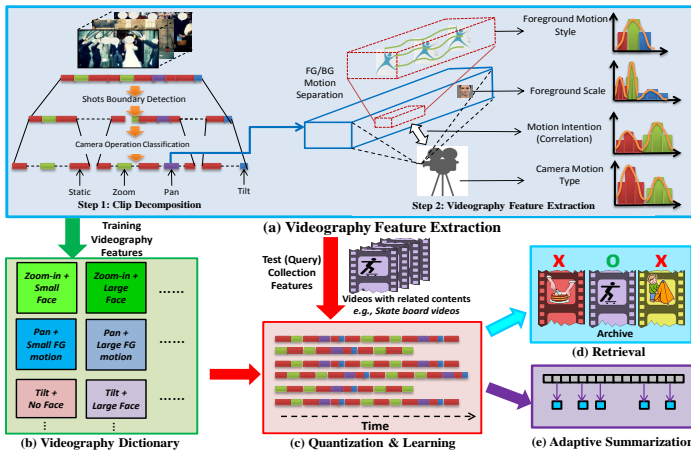 Shots Boundary Detection
Camera Operation Classification
Static
Zoom
Pan
Tilt
Step 1: Clip Decomposition
FG/BG
Motion
Separation
Foreground Motion
Style
Foreground Scale
Motion Intention
(Correlation)
Camera Motion
Type
Step 2: Videography Feature Extraction
(a) Videography Feature Extraction
Training
Videography
Features
Zoom-in +
Small
Face
Zoom-in +
Large
Face
......
Pan +
Small FG
motion
Pan +
Large FG
motion
......
Tilt +
No Face
Tilt +
Large Face
......
(b) Videography Dictionary
Test (Query)
Collection
Features
Videos with related contents
e.g., Skate board videos
Time
(c) Quantization & Learning
X O X
Archive
(d) Retrieval
(e) Adaptive Summarization